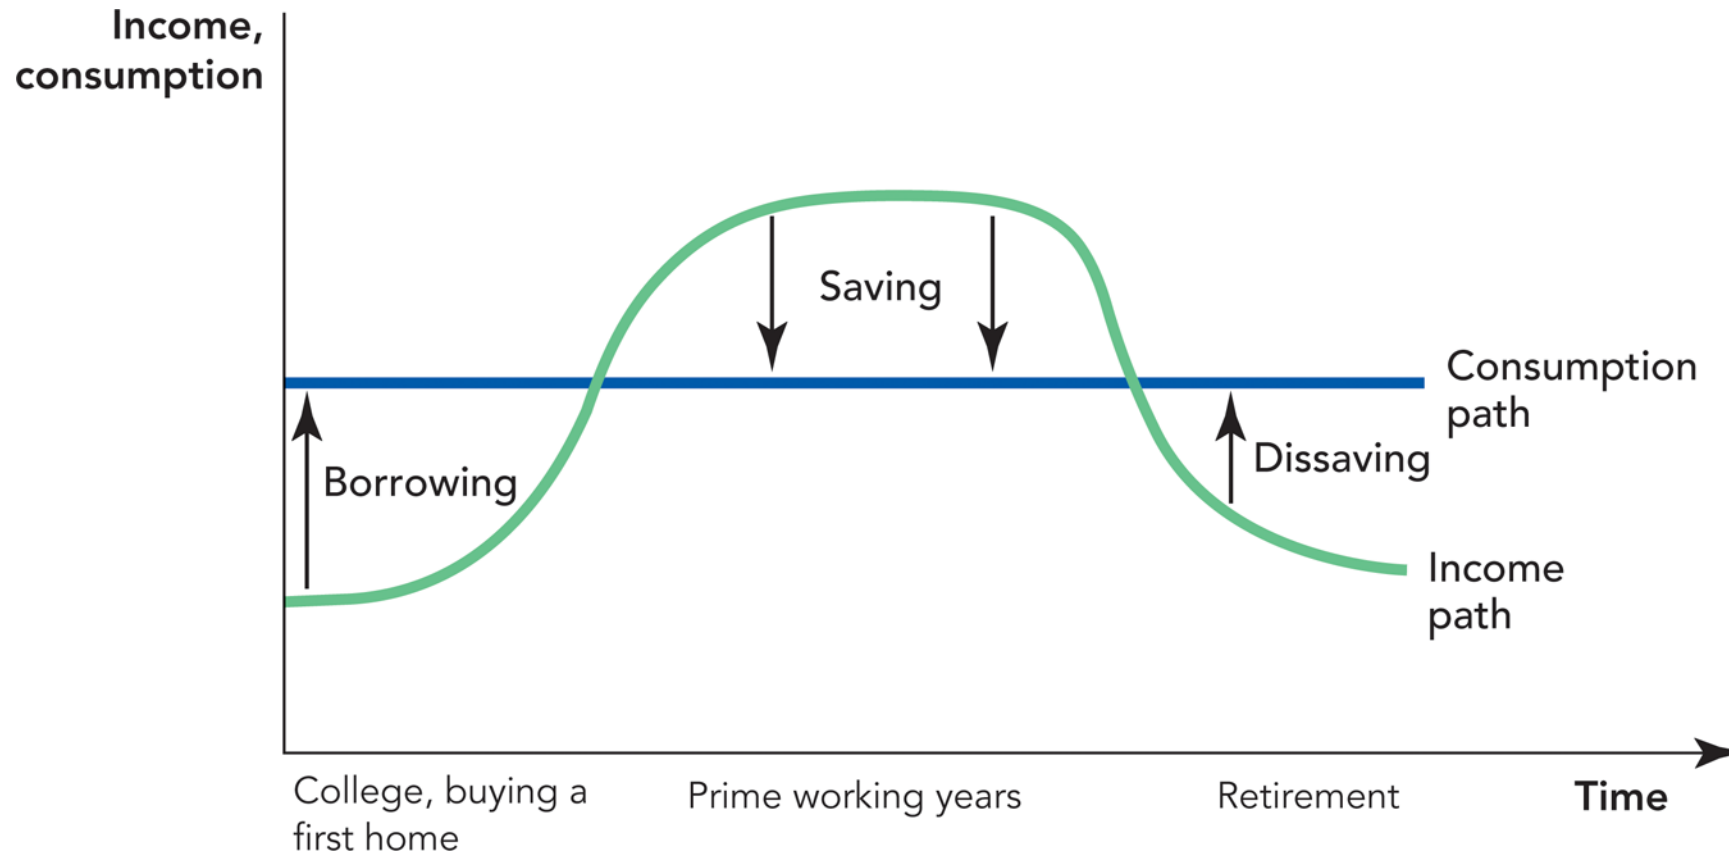 Income,
consumption
Saving
Consumption
path
Borrowing
Dissaving
Income
path
College, buying a
first home
Prime working years
Retirement
Time